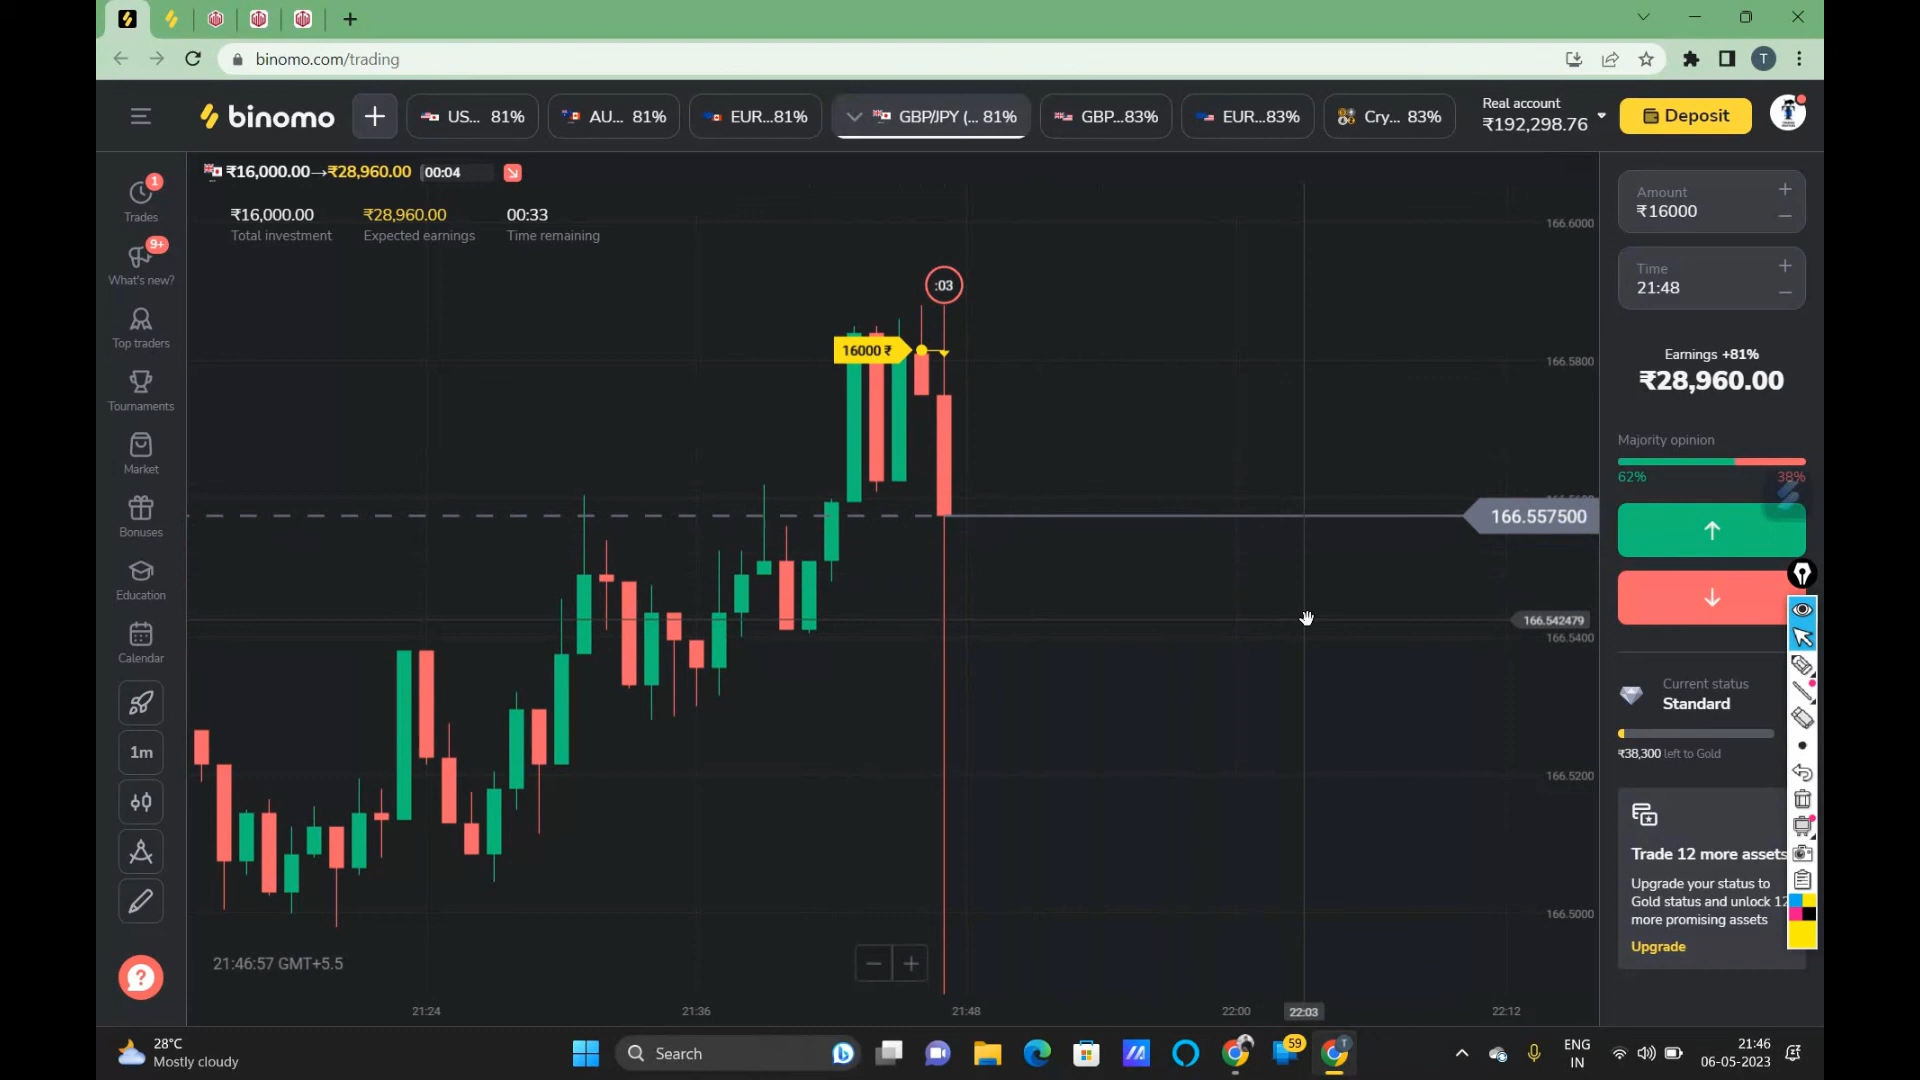 binomo.com/trading
T
binomo
US... 81%
AU... 81%
EUR...81%
GBP/JPY (... 81%
GBP...83%
EUR...83%
Cry... 83%
Real account
₹192,298.76
Deposit
₹16,000.00→₹28,960.00 00:04
₹16,000.00 ₹28,960.00 00:33
Total investment Expected earnings Time remaining
1
Trades
9+
What's new?
Top traders
Tournaments
Market
Bonuses
Education
Calendar
1m
:03
16000 ₹
166.6000
166.5800
166.557500
166.542479
166.5400
166.5200
166.5000
21:46:57 GMT+5.5
21:24 21:36 21:48 22:00 22:03 22:12
Amount
₹16000
Time
21:48
Earnings +81%
₹28,960.00
Majority opinion
62% 38%
Current status
Standard
₹38,300 left to Gold
Trade 12 more assets
Upgrade your status to
Gold status and unlock 12
more promising assets
Upgrade
28°C
Mostly cloudy
Search
59
T
ENG
IN
21:46
06-05-2023